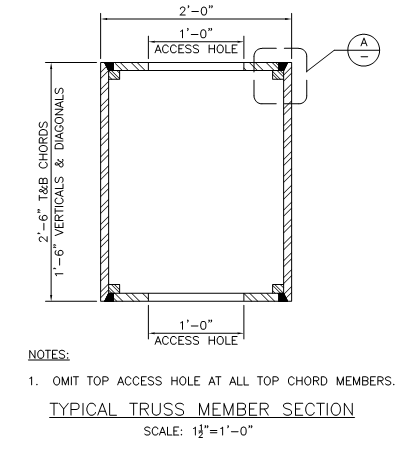 2'-0"
1'-0"
ACCESS HOLE
A
–
2'-6" T&B CHORDS
1'-6" VERTICALS & DIAGONALS
1'-0"
ACCESS HOLE
NOTES:
1. OMIT TOP ACCESS HOLE AT ALL TOP CHORD MEMBERS.
TYPICAL TRUSS MEMBER SECTION
SCALE: 1½"=1'-0"